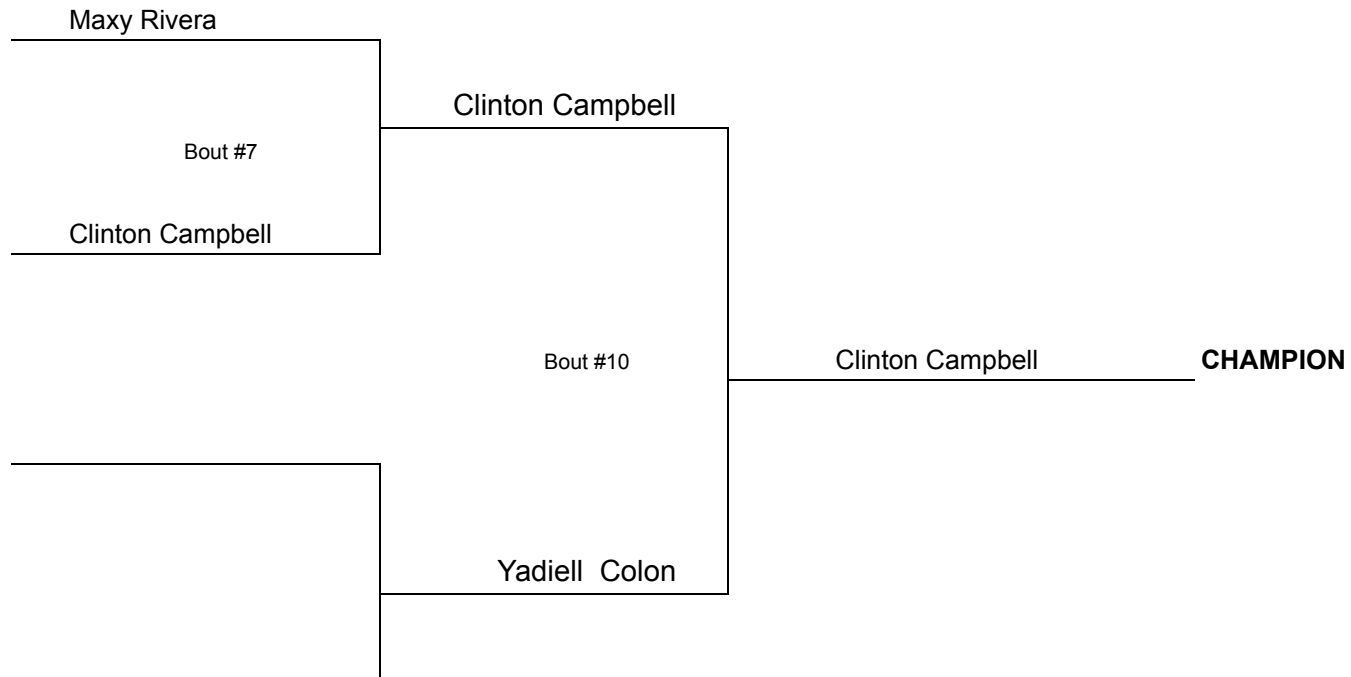 Maxy Rivera
Clinton Campbell
Bout #7
Clinton Campbell
Bout #10
Clinton Campbell
CHAMPION
Yadiell  Colon